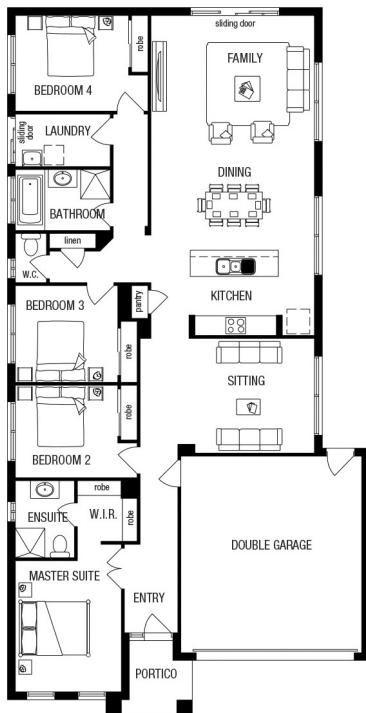 sliding door
robe
FAMILY
BEDROOM 4
sliding
door
LAUNDRY
DINING
BATHROOM
linen
W.C.
KITCHEN
pantry
BEDROOM 3
robe
SITTING
robe
BEDROOM 2
robe
ENSUITE
W.I.R.
robe
DOUBLE GARAGE
MASTER SUITE
ENTRY
PORTICO